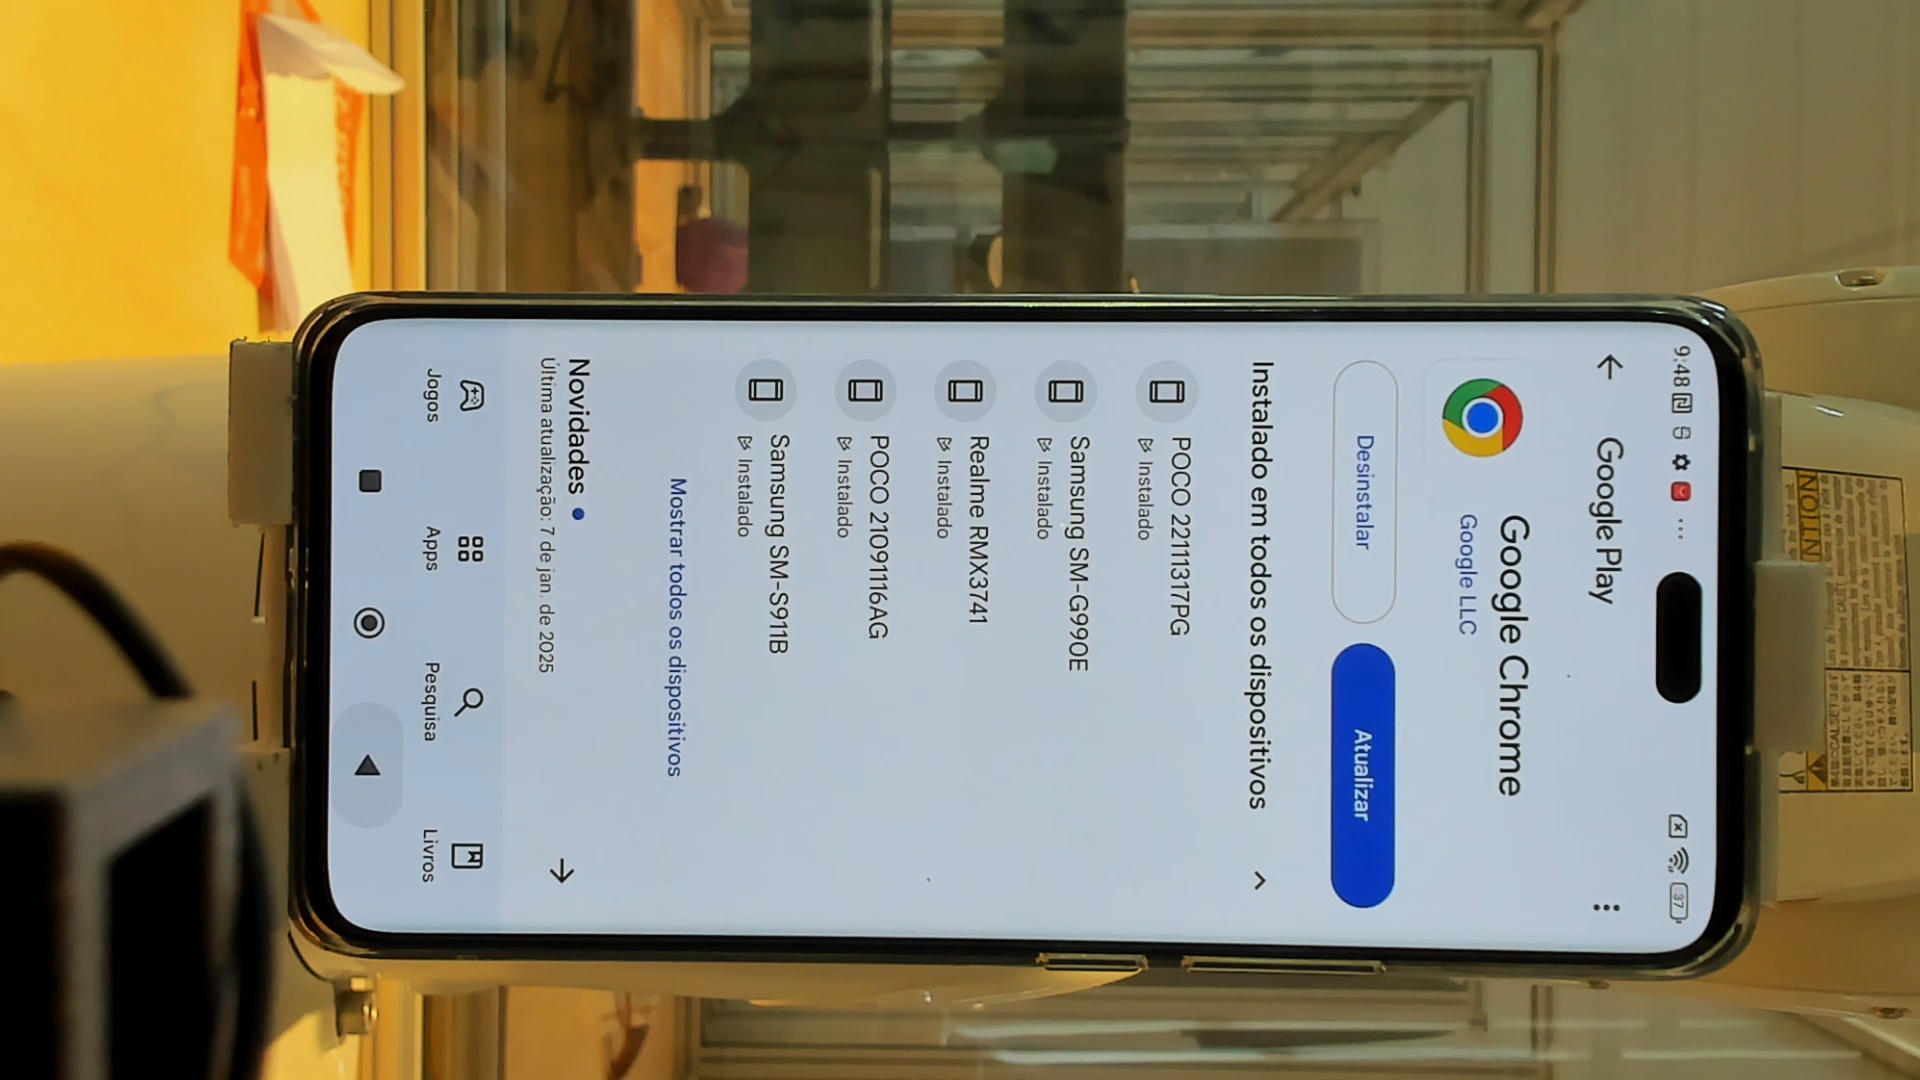 9:48
37
Google Play
Google Chrome
Google LLC
Desinstalar
Atualizar
Instalado em todos os dispositivos
POCO 22111317PG
Instalado
Samsung SM-G990E
Instalado
Realme RMX3741
Instalado
POCO 21091116AG
Instalado
Samsung SM-S911B
Instalado
Mostrar todos os dispositivos
Novidades
Última atualização: 7 de jan. de 2025
Jogos
Apps
Pesquisa
Livros